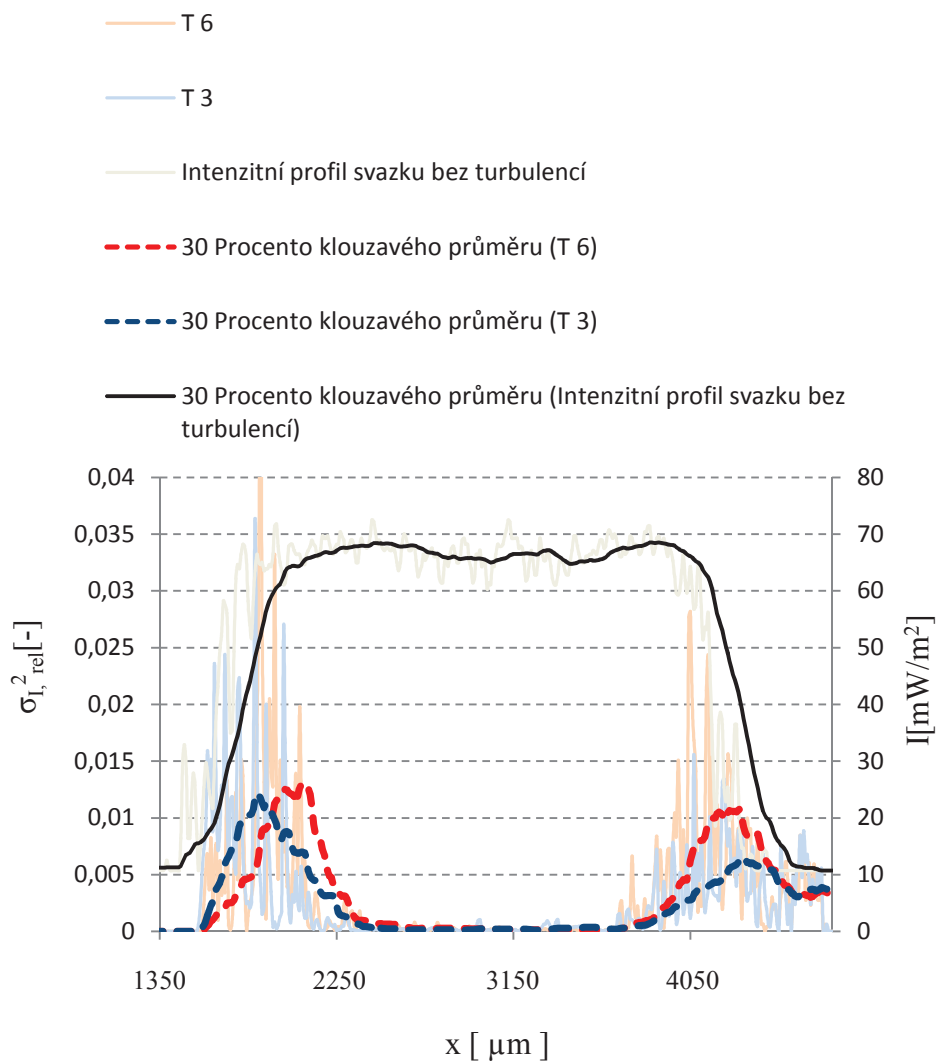 T 6
T 3
Intenzitní profil svazku bez turbulencí
30 Procento klouzavého průměru (T 6)
30 Procento klouzavého průměru (T 3)
30 Procento klouzavého průměru (Intenzitní profil svazku bez
turbulencí)
0,04
0,035
0,03
0,025
0,02
0,015
0,01
0,005
0
σI,²rel[-]
80
70
60
50
40
30
20
10
0
I[mW/m²]
1350
2250
3150
4050
x [ µm ]